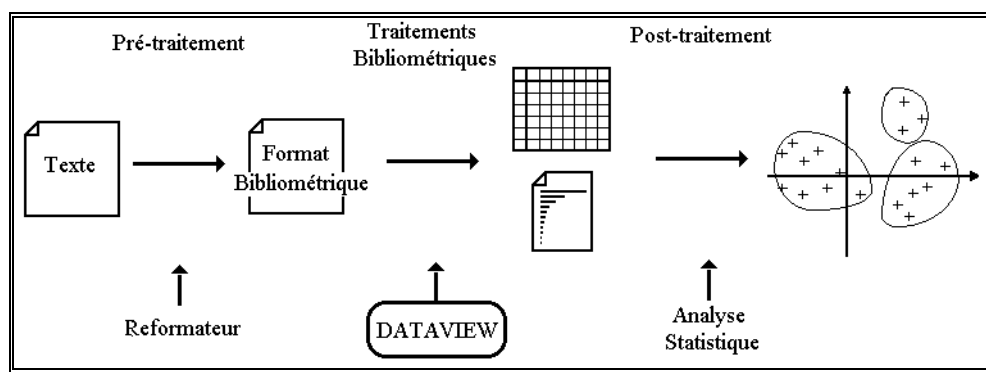 Pré-traitement
Traitements
Bibliométriques
Post-traitement
Texte
Format
Bibliométrique
Reformateur
DATAVIEW
Analyse
Statistique